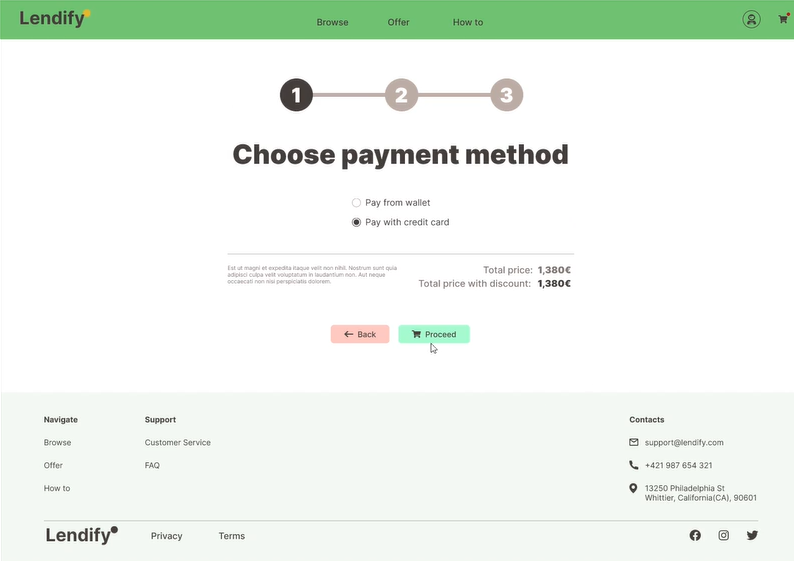 Lendify
Browse
Offer
How to
1
2
3
Choose payment method
Pay from wallet
Pay with credit card
Est ut magni et expedita itaque velit non nihil. Nostrum sunt quia
adipisci culpa velit voluptatum in laudantium non. Aut neque
occaecati non nisi perspiciatis dolorem.
Total price: 1,380€
Total price with discount: 1,380€
Back
Proceed
Navigate
Browse
Offer
How to
Support
Customer Service
FAQ
Contacts
support@lendify.com
+421 987 654 321
13250 Philadelphia St
Whittier, California(CA), 90601
Lendify
Privacy
Terms